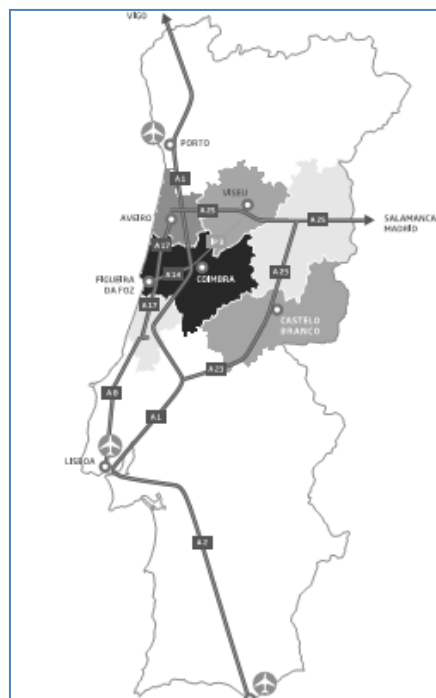 VIGO
PORTO
A1
VISEU
A25
AVEIRO
A25
SALAMANCA
MADRID
A17
IP3
A14
COIMBRA
A23
FIGUEIRA
DA FOZ
A17
CASTELO
BRANCO
A23
A8
A1
LISBOA
A2